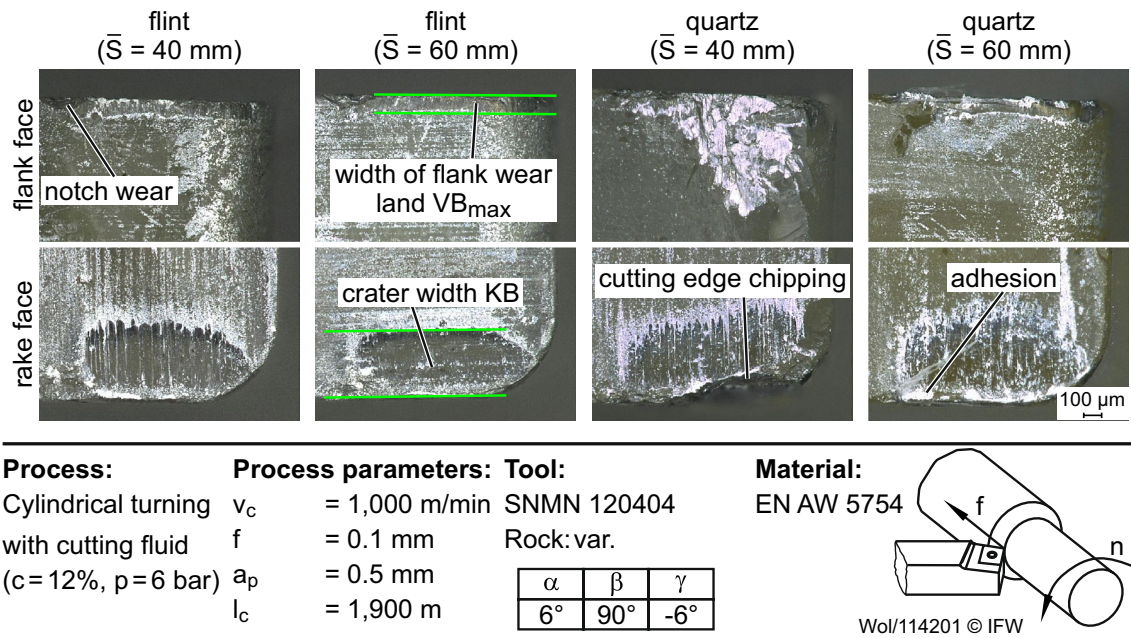 flint
(S̅ = 40 mm)
flint
(S̅ = 60 mm)
quartz
(S̅ = 40 mm)
quartz
(S̅ = 60 mm)
flank face
notch wear
width of flank wear
land VBmax
rake face
crater width KB
cutting edge chipping
adhesion
100 µm
Process:
Cylindrical turning
with cutting fluid
(c = 12%, p = 6 bar)
Process parameters:
vc = 1,000 m/min
f = 0.1 mm
ap = 0.5 mm
lc = 1,900 m
Tool:
SNMN 120404
Rock: var.
α β γ
6° 90° -6°
Material:
EN AW 5754
f
n
Wol/114201 © IFW